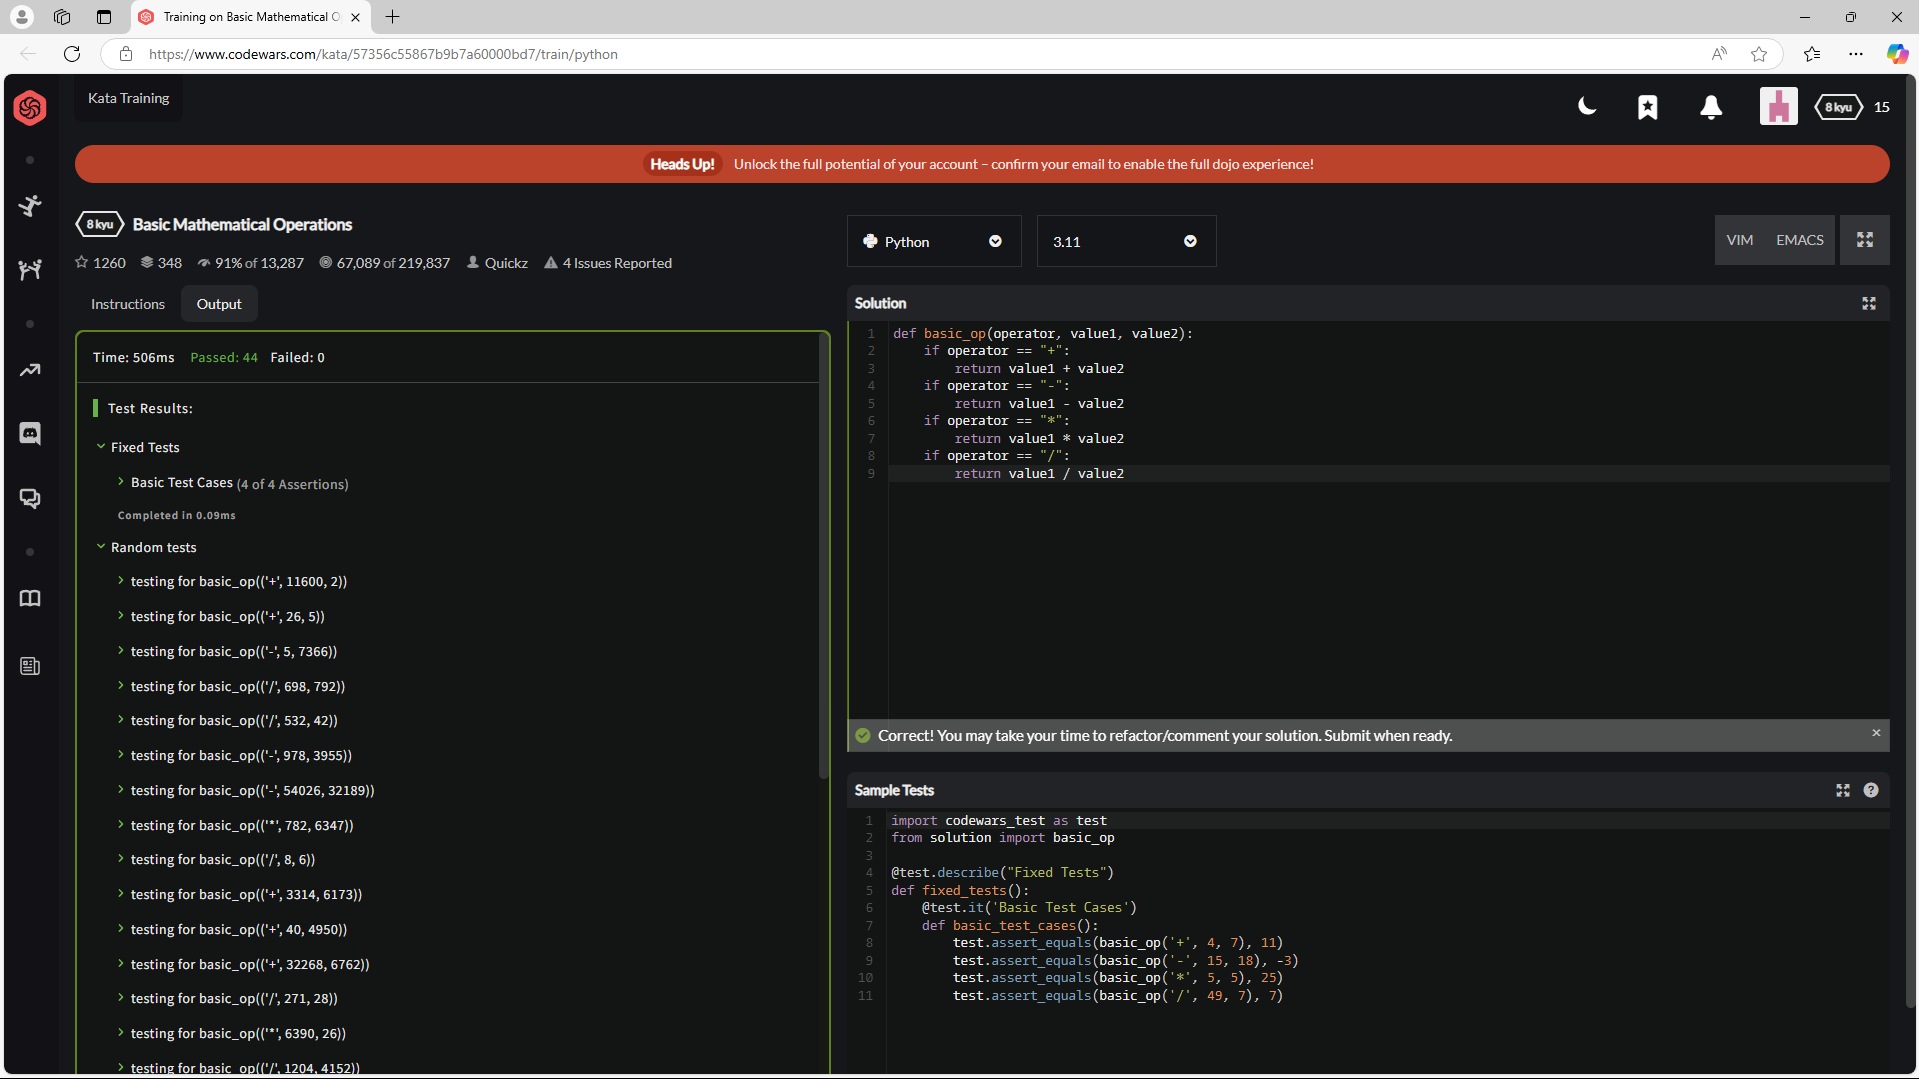 Training on Basic Mathematical O
https://www.codewars.com/kata/57356c55867b9b7a60000bd7/train/python
Kata Training
8 kyu 15
Heads Up! Unlock the full potential of your account – confirm your email to enable the full dojo experience!
8 kyu Basic Mathematical Operations
1260 348 91% of 13,287 67,089 of 219,837 Quickz 4 Issues Reported
Instructions Output
Time: 506ms Passed: 44 Failed: 0
Test Results:
Fixed Tests
Basic Test Cases (4 of 4 Assertions)
Completed in 0.09ms
Random tests
testing for basic_op(('+', 11600, 2))
testing for basic_op(('+', 26, 5))
testing for basic_op(('-', 5, 7366))
testing for basic_op(('/', 698, 792))
testing for basic_op(('/', 532, 42))
testing for basic_op(('-', 978, 3955))
testing for basic_op(('-', 54026, 32189))
testing for basic_op(('*', 782, 6347))
testing for basic_op(('/', 8, 6))
testing for basic_op(('+', 3314, 6173))
testing for basic_op(('+', 40, 4950))
testing for basic_op(('+', 32268, 6762))
testing for basic_op(('/', 271, 28))
testing for basic_op(('*', 6390, 26))
testing for basic_op(('/', 1204, 4152))
Python 3.11 VIM EMACS
Solution
1 def basic_op(operator, value1, value2):
2 if operator == "+":
3 return value1 + value2
4 if operator == "-":
5 return value1 - value2
6 if operator == "*":
7 return value1 * value2
8 if operator == "/":
9 return value1 / value2
Correct! You may take your time to refactor/comment your solution. Submit when ready.
Sample Tests
1 import codewars_test as test
2 from solution import basic_op
3
4 @test.describe("Fixed Tests")
5 def fixed_tests():
6 @test.it('Basic Test Cases')
7 def basic_test_cases():
8 test.assert_equals(basic_op('+', 4, 7), 11)
9 test.assert_equals(basic_op('-', 15, 18), -3)
10 test.assert_equals(basic_op('*', 5, 5), 25)
11 test.assert_equals(basic_op('/', 49, 7), 7)